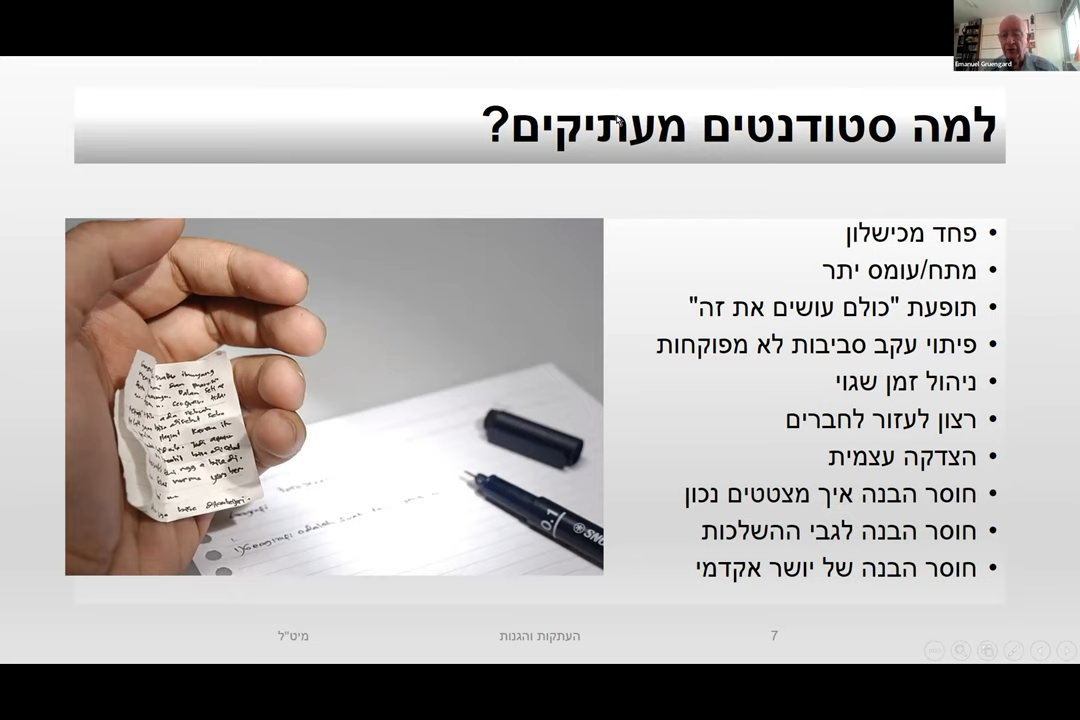 Emanuel Gruengard
למה סטודנטים מעתיקים?
• פחד מכישלון
• מתח/עומס יתר
• תופעת "כולם עושים את זה"
• פיתוי עקב סביבות לא מפוקחות
• ניהול זמן שגוי
• רצון לעזור לחברים
• הצדקה עצמית
• חוסר הבנה איך מצטטים נכון
• חוסר הבנה לגבי ההשלכות
• חוסר הבנה של יושר אקדמי
0.1
7
העתקות והגנות
מיט"ל